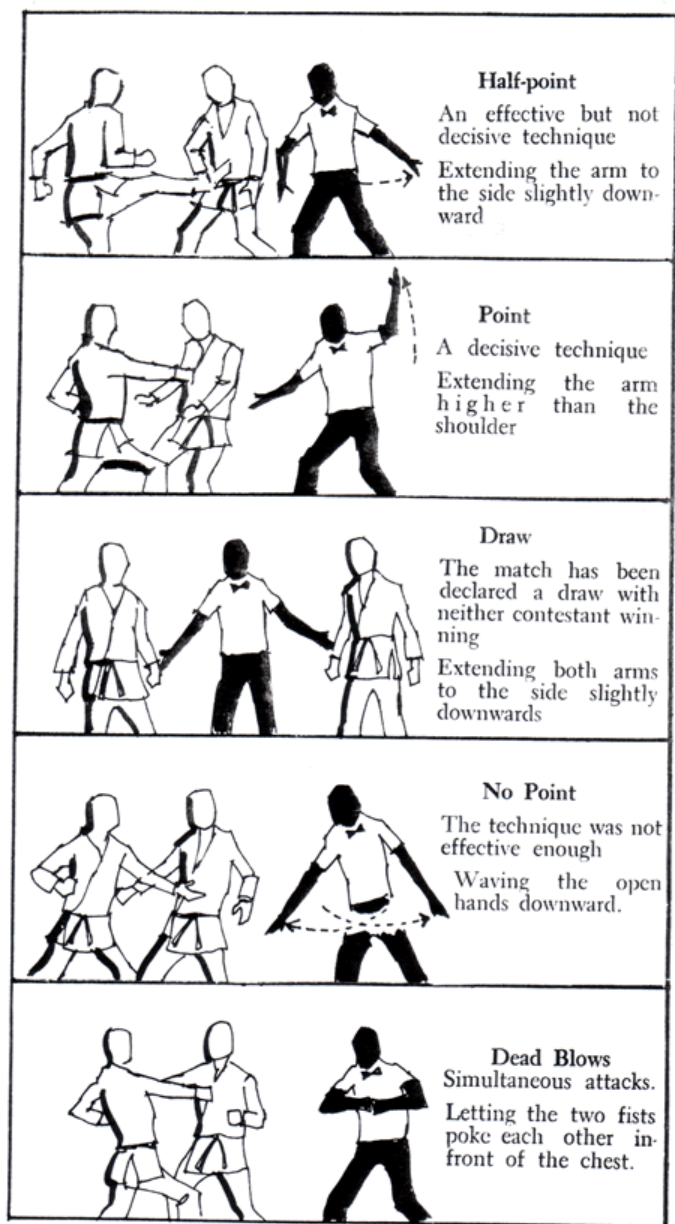 Half-point
An effective but not
decisive technique
Extending the arm to
the side slightly down-
ward
Point
A decisive technique
Extending the arm
higher than the
shoulder
Draw
The match has been
declared a draw with
neither contestant win-
ning
Extending both arms
to the side slightly
downwards
No Point
The technique was not
effective enough
Waving the open
hands downward.
Dead Blows
Simultaneous attacks.
Letting the two fists
poke each other in-
front of the chest.